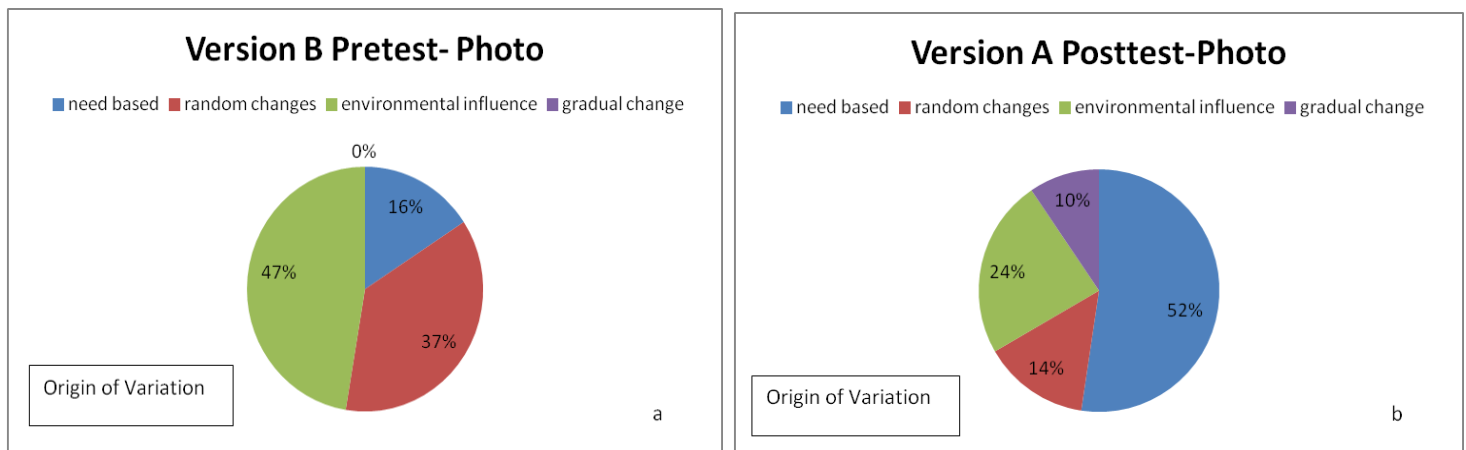 Version B Pretest- Photo
need based random changes environmental influence gradual change
0%
16%
47%
37%
Origin of Variation
a
Version A Posttest-Photo
need based random changes environmental influence gradual change
10%
24%
52%
14%
Origin of Variation
b